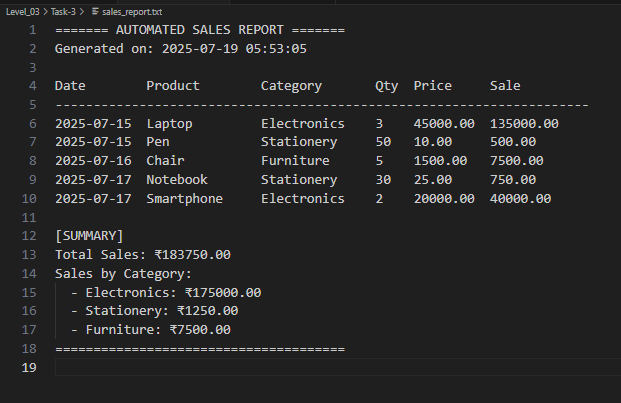 Level_03 > Task-3 > sales_report.txt
1 ======= AUTOMATED SALES REPORT =======
2 Generated on: 2025-07-19 05:53:05
3
4 Date        Product        Category       Qty  Price     Sale
5 ----------------------------------------------------------------------
6 2025-07-15  Laptop         Electronics    3    45000.00  135000.00
7 2025-07-15  Pen            Stationery     50   10.00     500.00
8 2025-07-16  Chair          Furniture      5    1500.00   7500.00
9 2025-07-17  Notebook       Stationery     30   25.00     750.00
10 2025-07-17  Smartphone     Electronics    2    20000.00  40000.00
11
12 [SUMMARY]
13 Total Sales: ₹183750.00
14 Sales by Category:
15   - Electronics: ₹175000.00
16   - Stationery: ₹1250.00
17   - Furniture: ₹7500.00
18 ======================================
19